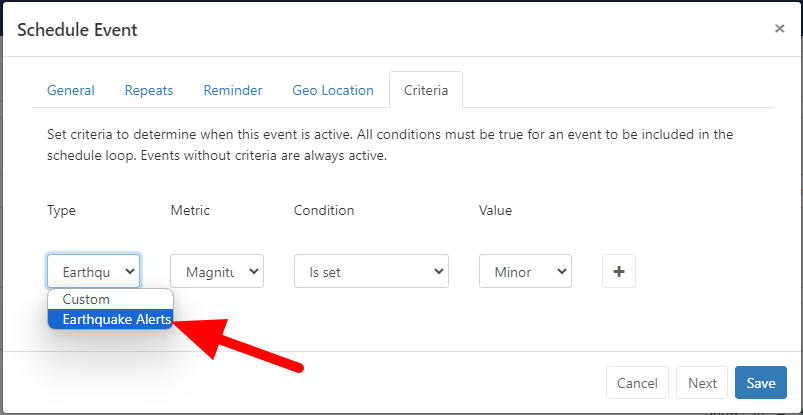 Schedule Event
×
General Repeats Reminder Geo Location Criteria
Set criteria to determine when this event is active. All conditions must be true for an event to be included in the
schedule loop. Events without criteria are always active.
Type Metric Condition Value
Earthqu Magnitu Is set Minor +
Custom
Earthquake Alerts
Cancel Next Save